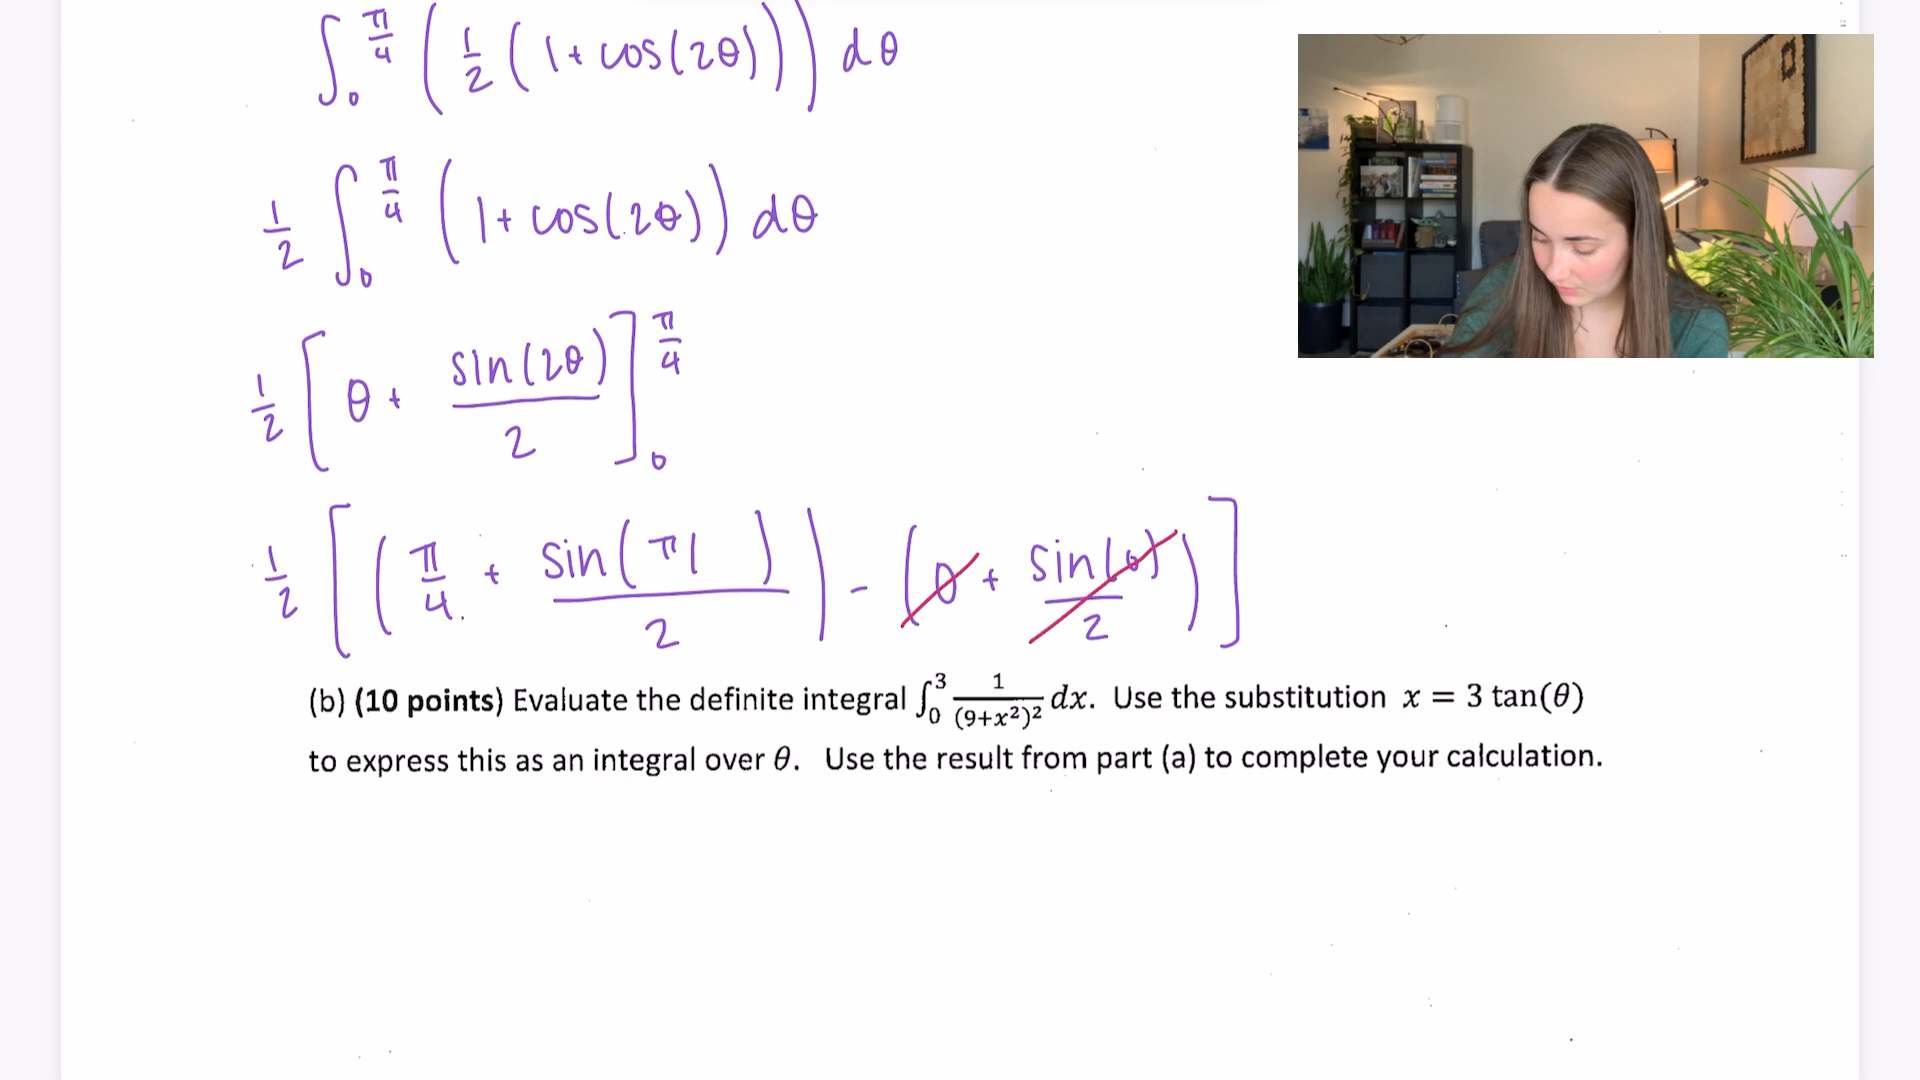 ∫₀^(π/4) (1/2 (1 + cos(2θ))) dθ
1/2 ∫₀^(π/4) (1 + cos(2θ)) dθ
1/2 [θ + sin(2θ)/2]₀^(π/4)
1/2 [(π/4 + sin(π/ )/2) - (0 + sin(0)/2)]
(b) (10 points) Evaluate the definite integral ∫₀³ 1/(9+x²)² dx. Use the substitution x = 3 tan(θ)
to express this as an integral over θ. Use the result from part (a) to complete your calculation.